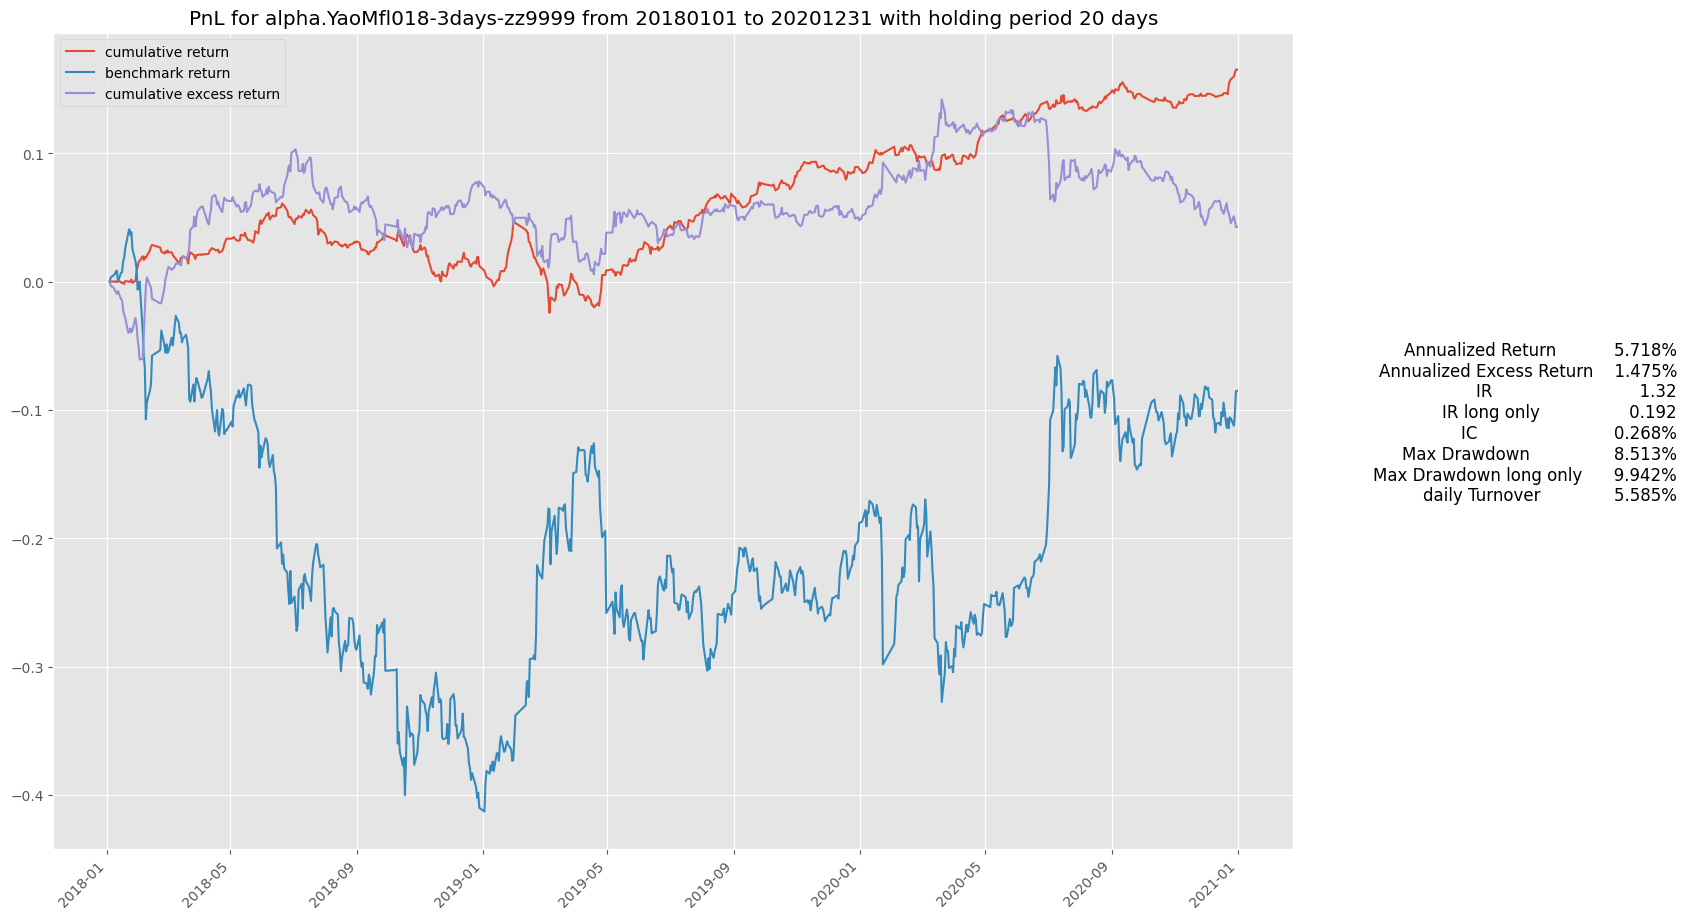 PnL for alpha.YaoMfl018-3days-zz9999 from 20180101 to 20201231 with holding period 20 days
cumulative return
benchmark return
cumulative excess return
0.1
0.0
−0.1
−0.2
−0.3
−0.4
2018-01
2018-05
2018-09
2019-01
2019-05
2019-09
2020-01
2020-05
2020-09
2021-01
Annualized Return 5.718%
Annualized Excess Return 1.475%
IR 1.32
IR long only 0.192
IC 0.268%
Max Drawdown 8.513%
Max Drawdown long only 9.942%
daily Turnover 5.585%